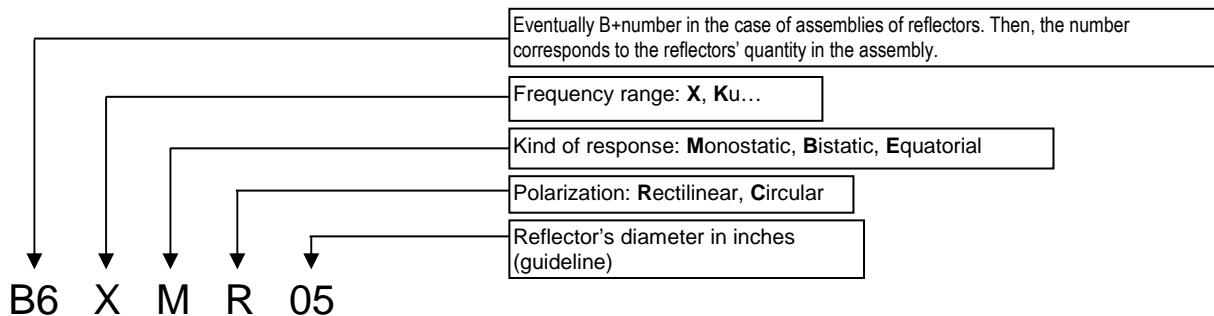 Eventually B+number in the case of assemblies of reflectors. Then, the number
corresponds to the reflectors' quantity in the assembly.
Frequency range: X, Ku…
Kind of response: Monostatic, Bistatic, Equatorial
Polarization: Rectilinear, Circular
Reflector's diameter in inches
(guideline)
B6 X M R 05